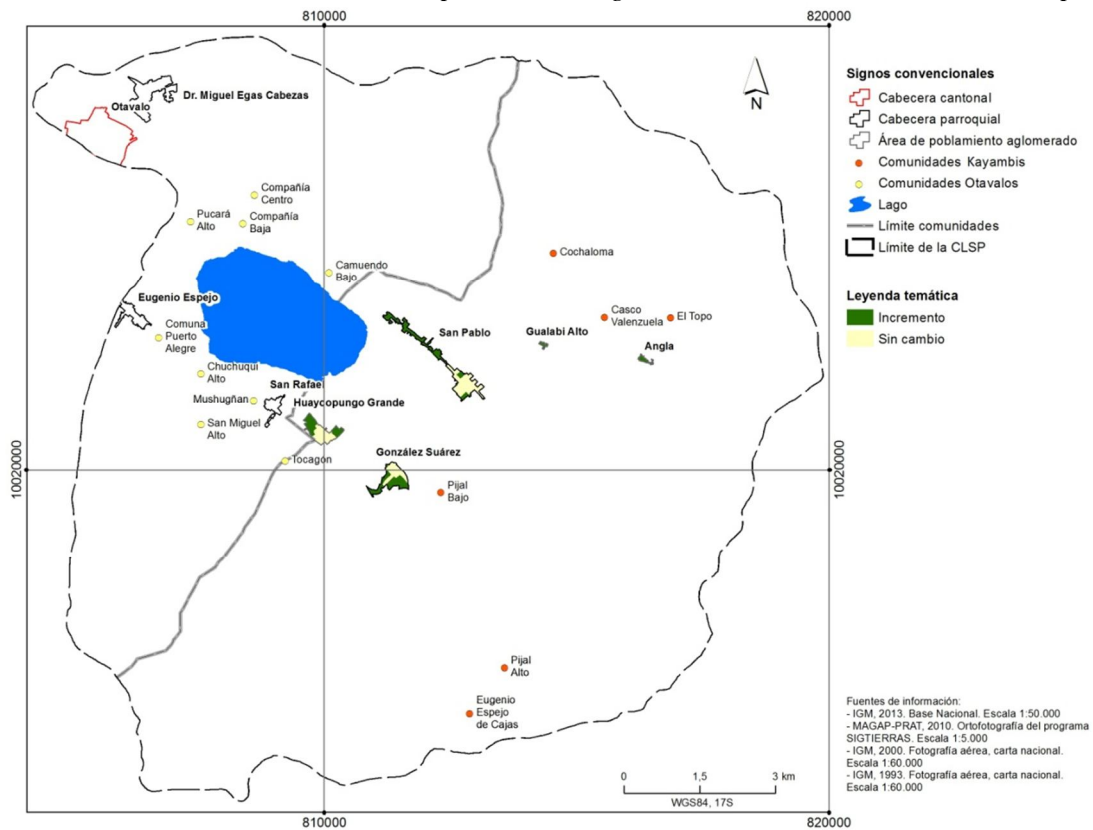 810000
820000
Otavalo
Dr. Miguel Egas Cabezas
N
Compañía
Centro
Pucará
Alto
Compañía
Baja
Camuendo
Bajo
Cochaloma
Eugenio Espejo
Comuna
Puerto
Alegre
San Pablo
Gualabi Alto
Casco
Valenzuela
El Topo
Angla
Chuchuquí
Alto
San Rafael
Mushugñan
Huaycopungo Grande
San Miguel
Alto
Tocagón
González Suárez
Pijal
Bajo
10020000
10020000
Pijal
Alto
Eugenio
Espejo
de Cajas
0 1,5 3 km
WGS84, 17S
810000
820000
Signos convencionales
Cabecera cantonal
Cabecera parroquial
Área de poblamiento aglomerado
Comunidades Kayambis
Comunidades Otavalos
Lago
Límite comunidades
Límite de la CLSP
Leyenda temática
Incremento
Sin cambio
Fuentes de información:
- IGM, 2013. Base Nacional. Escala 1:50.000
- MAGAP-PRAT, 2010. Ortofotografía del programa
SIGTIERRAS. Escala 1:5.000
- IGM, 2000. Fotografía aérea, carta nacional.
Escala 1:60.000
- IGM, 1993. Fotografía aérea, carta nacional.
Escala 1:60.000